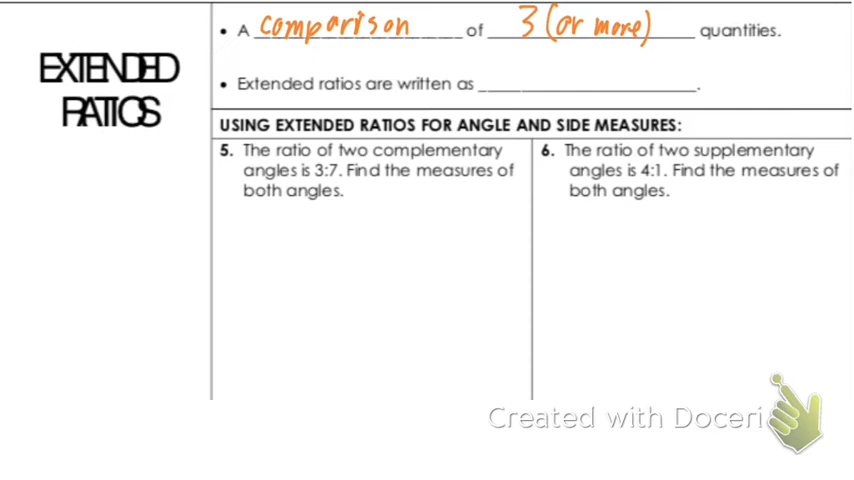 • A comparison of 3 (or more) quantities.
EXTENDED
RATIOS
• Extended ratios are written as ____________________.
USING EXTENDED RATIOS FOR ANGLE AND SIDE MEASURES:
5. The ratio of two complementary
angles is 3:7. Find the measures of
both angles.
6. The ratio of two supplementary
angles is 4:1. Find the measures of
both angles.
Created with Doceri